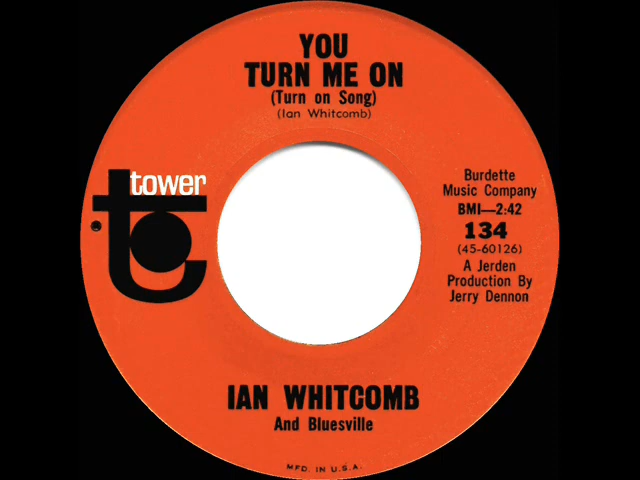 YOU
TURN ME ON
(Turn on Song)
(Ian Whitcomb)
tower
Burdette
Music Company
BMI—2:42
134
(45-60126)
A Jerden
Production By
Jerry Dennon
IAN WHITCOMB
And Bluesville
MFD. IN U.S.A.